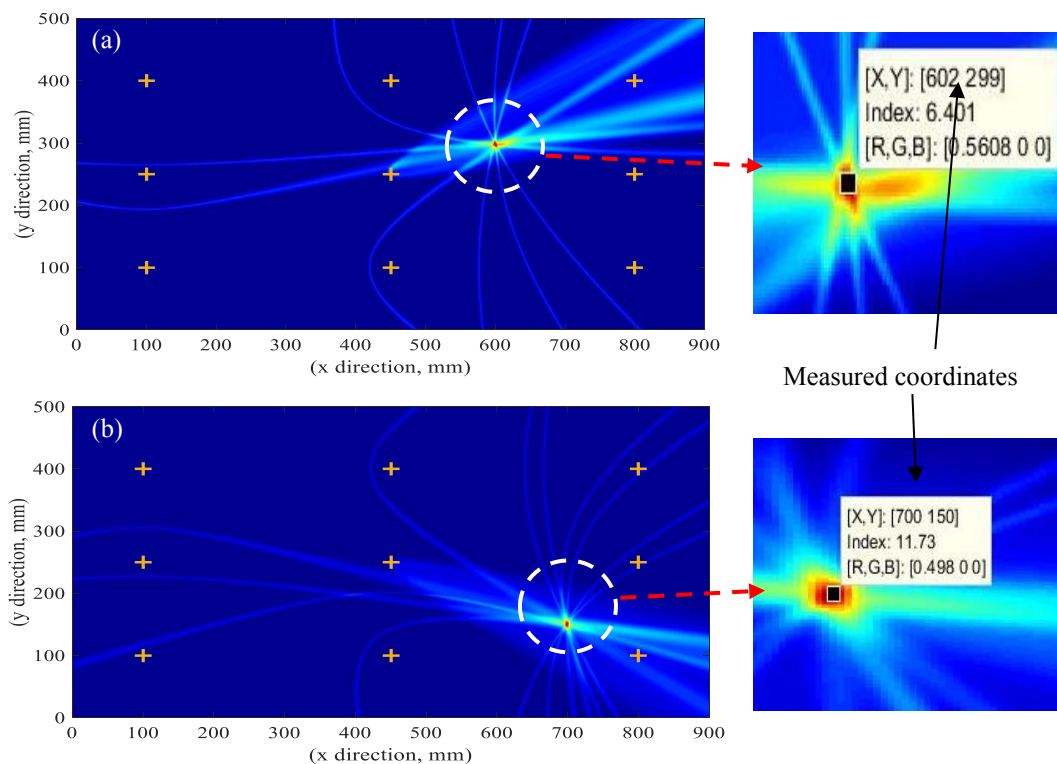 (a)
500
400
300
200
100
0
(y direction, mm)
0 100 200 300 400 500 600 700 800 900
(x direction, mm)
[X,Y]: [602 299]
Index: 6.401
[R,G,B]: [0.5608 0 0]
Measured coordinates
(b)
500
400
300
200
100
0
(y direction, mm)
0 100 200 300 400 500 600 700 800 900
(x direction, mm)
[X,Y]: [700 150]
Index: 11.73
[R,G,B]: [0.498 0 0]